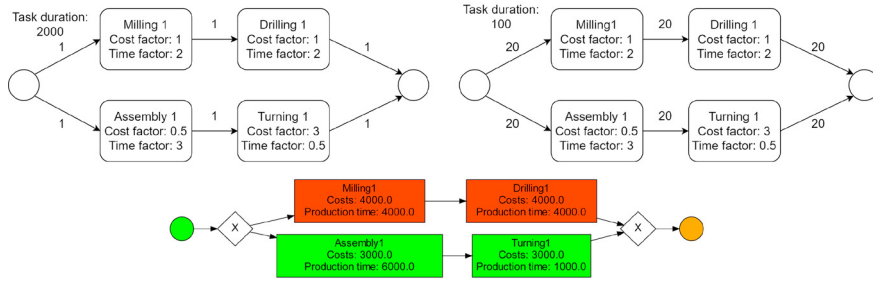 Task duration:
2000
1
Milling 1
Cost factor: 1
Time factor: 2
1
Drilling 1
Cost factor: 1
Time factor: 2
1
1
Assembly 1
Cost factor: 0.5
Time factor: 3
1
Turning 1
Cost factor: 3
Time factor: 0.5
1
Task duration:
100
20
Milling1
Cost factor: 1
Time factor: 2
20
Drilling 1
Cost factor: 1
Time factor: 2
20
20
Assembly 1
Cost factor: 0.5
Time factor: 3
20
Turning 1
Cost factor: 3
Time factor: 0.5
20
X
Milling1
Costs: 4000.0
Production time: 4000.0
Drilling1
Costs: 4000.0
Production time: 4000.0
Assembly1
Costs: 3000.0
Production time: 6000.0
Turning1
Costs: 3000.0
Production time: 1000.0
X